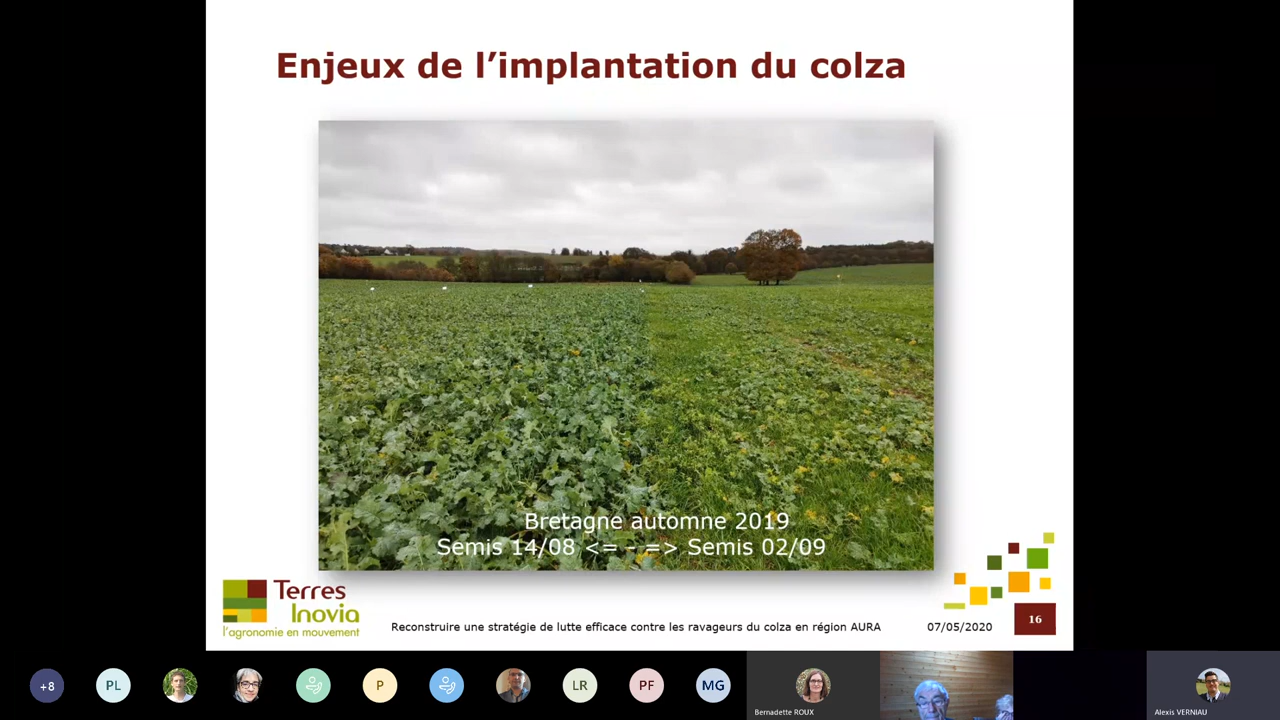 Enjeux de l’implantation du colza
Bretagne automne 2019
Semis 14/08 <= - => Semis 02/09
Terres
Inovia
l’agronomie en mouvement
Reconstruire une stratégie de lutte efficace contre les ravageurs du colza en région AURA
07/05/2020
16
+8
PL
P
LR
PF
MG
Bernadette ROUX
Alexis VERNIAU